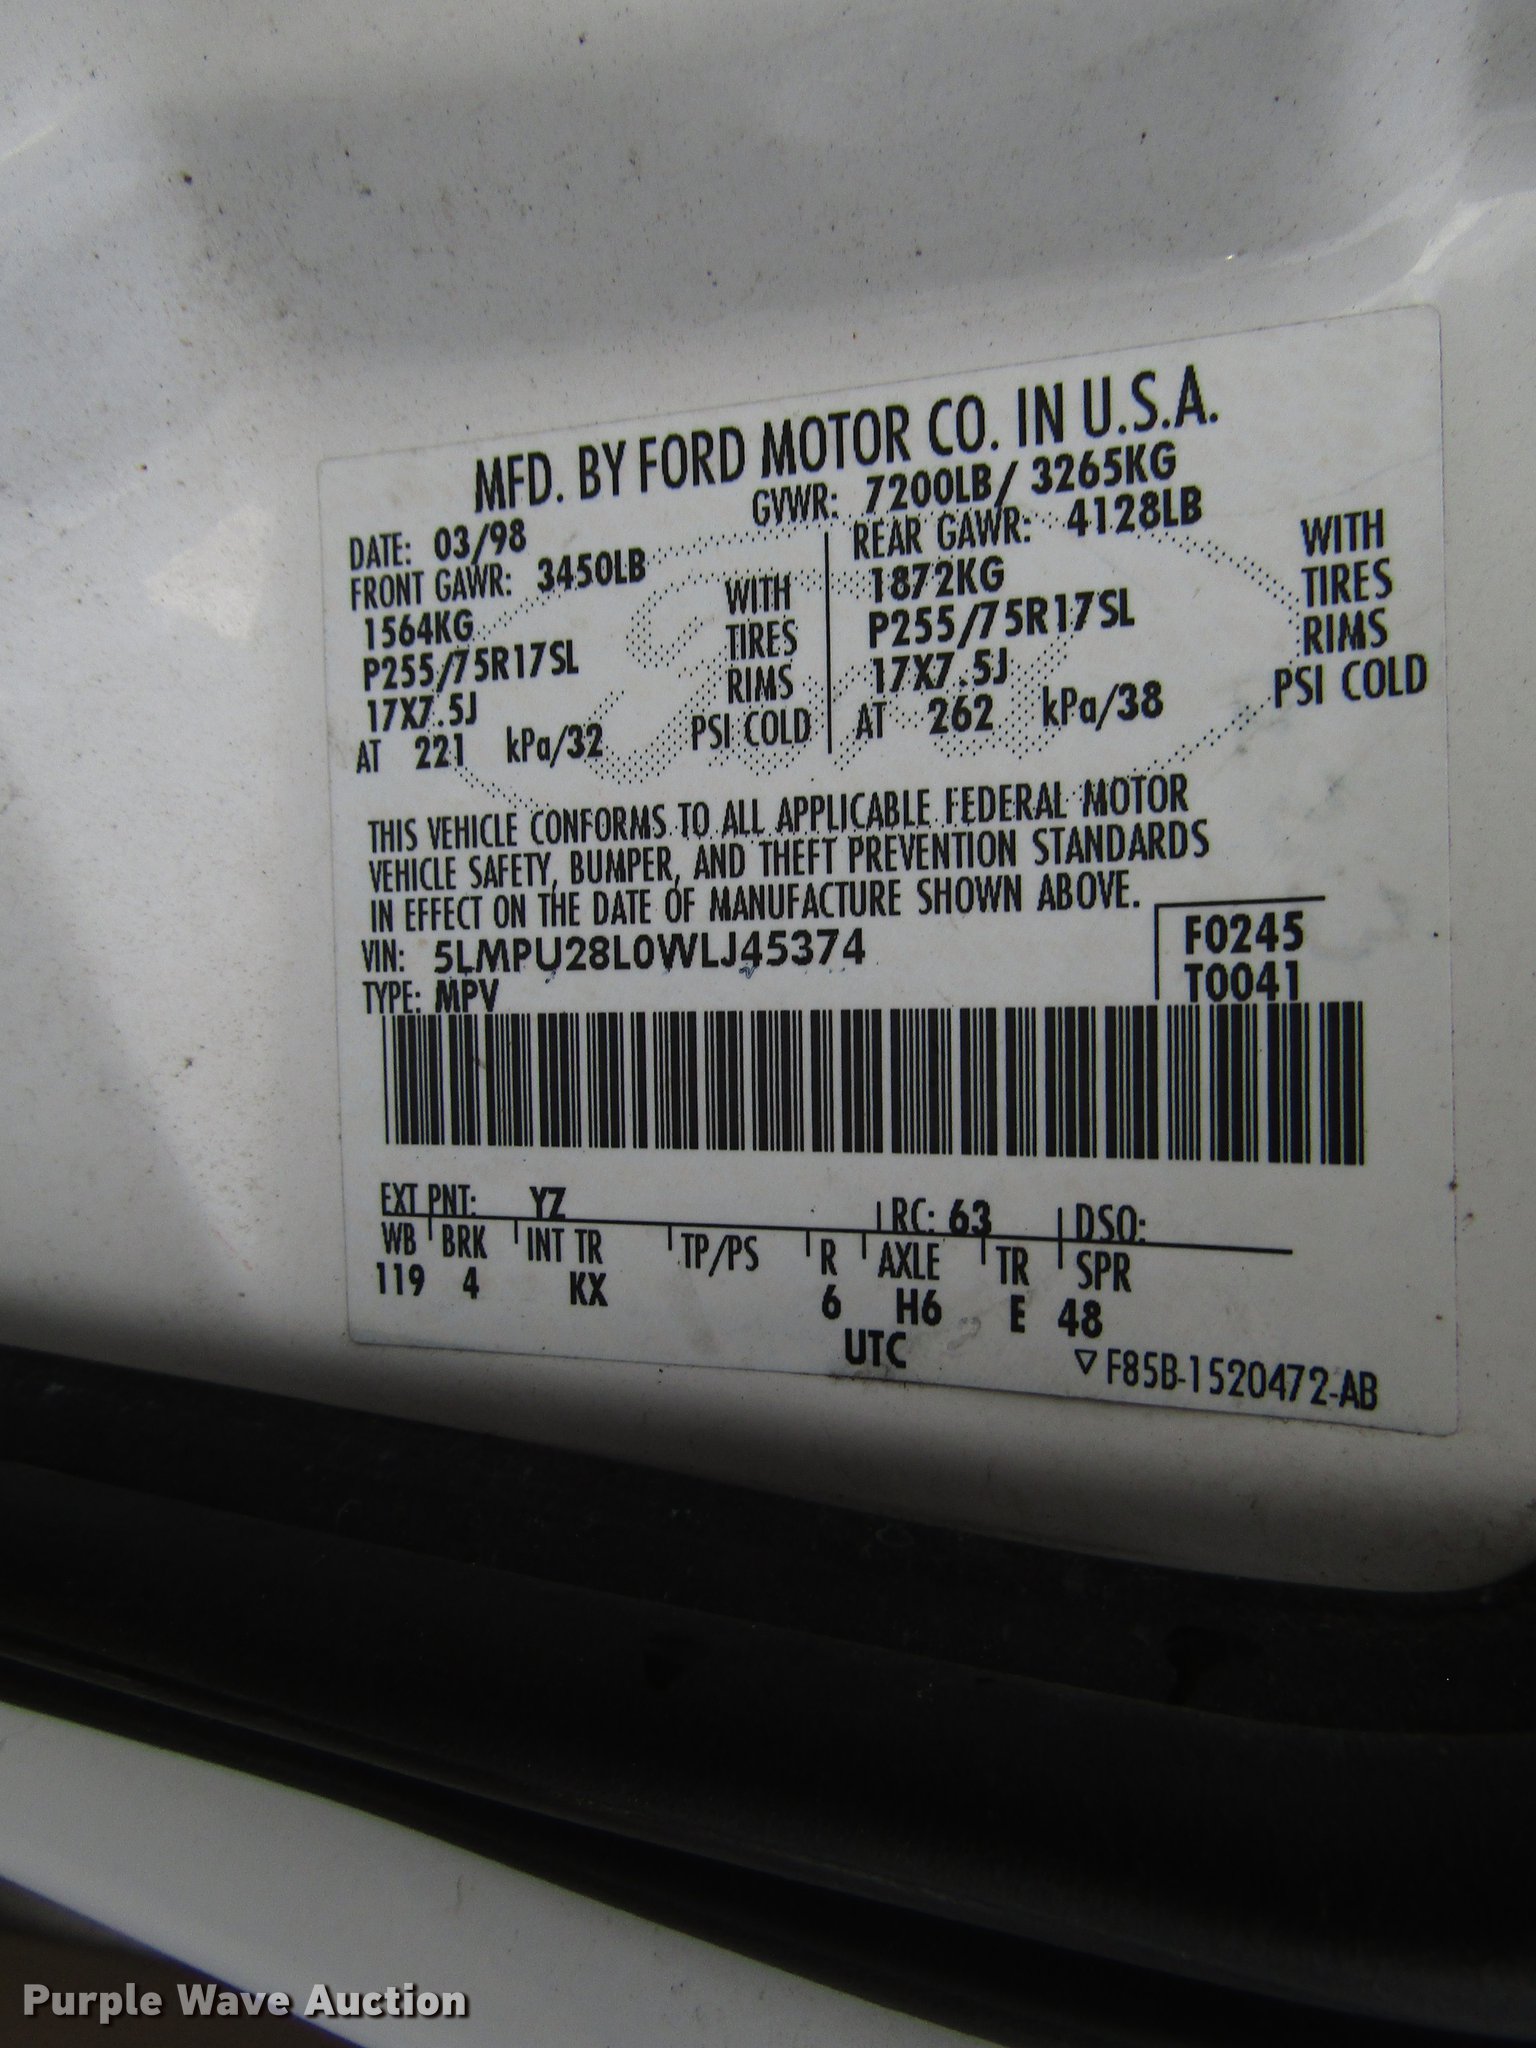 MFD. BY FORD MOTOR CO. IN U.S.A.
DATE: 03/98 GVWR: 7200LB/ 3265KG
FRONT GAWR: 3450LB REAR GAWR: 4128LB
1564KG WITH 1872KG WITH
P255/75R17SL TIRES P255/75R17SL TIRES
17X7.5J RIMS 17X7.5J RIMS
AT 221 kPa/32 PSI COLD AT 262 kPa/38 PSI COLD
THIS VEHICLE CONFORMS TO ALL APPLICABLE FEDERAL MOTOR
VEHICLE SAFETY, BUMPER, AND THEFT PREVENTION STANDARDS
IN EFFECT ON THE DATE OF MANUFACTURE SHOWN ABOVE.
VIN: 5LMPU28L0WLJ45374 F0245
TYPE: MPV T0041
EXT PNT: YZ RC: 63 DSO:
WB BRK INT TR TP/PS R AXLE TR SPR
119 4 KX 6 H6 E 48
UTC
▽F85B-1520472-AB
Purple Wave Auction